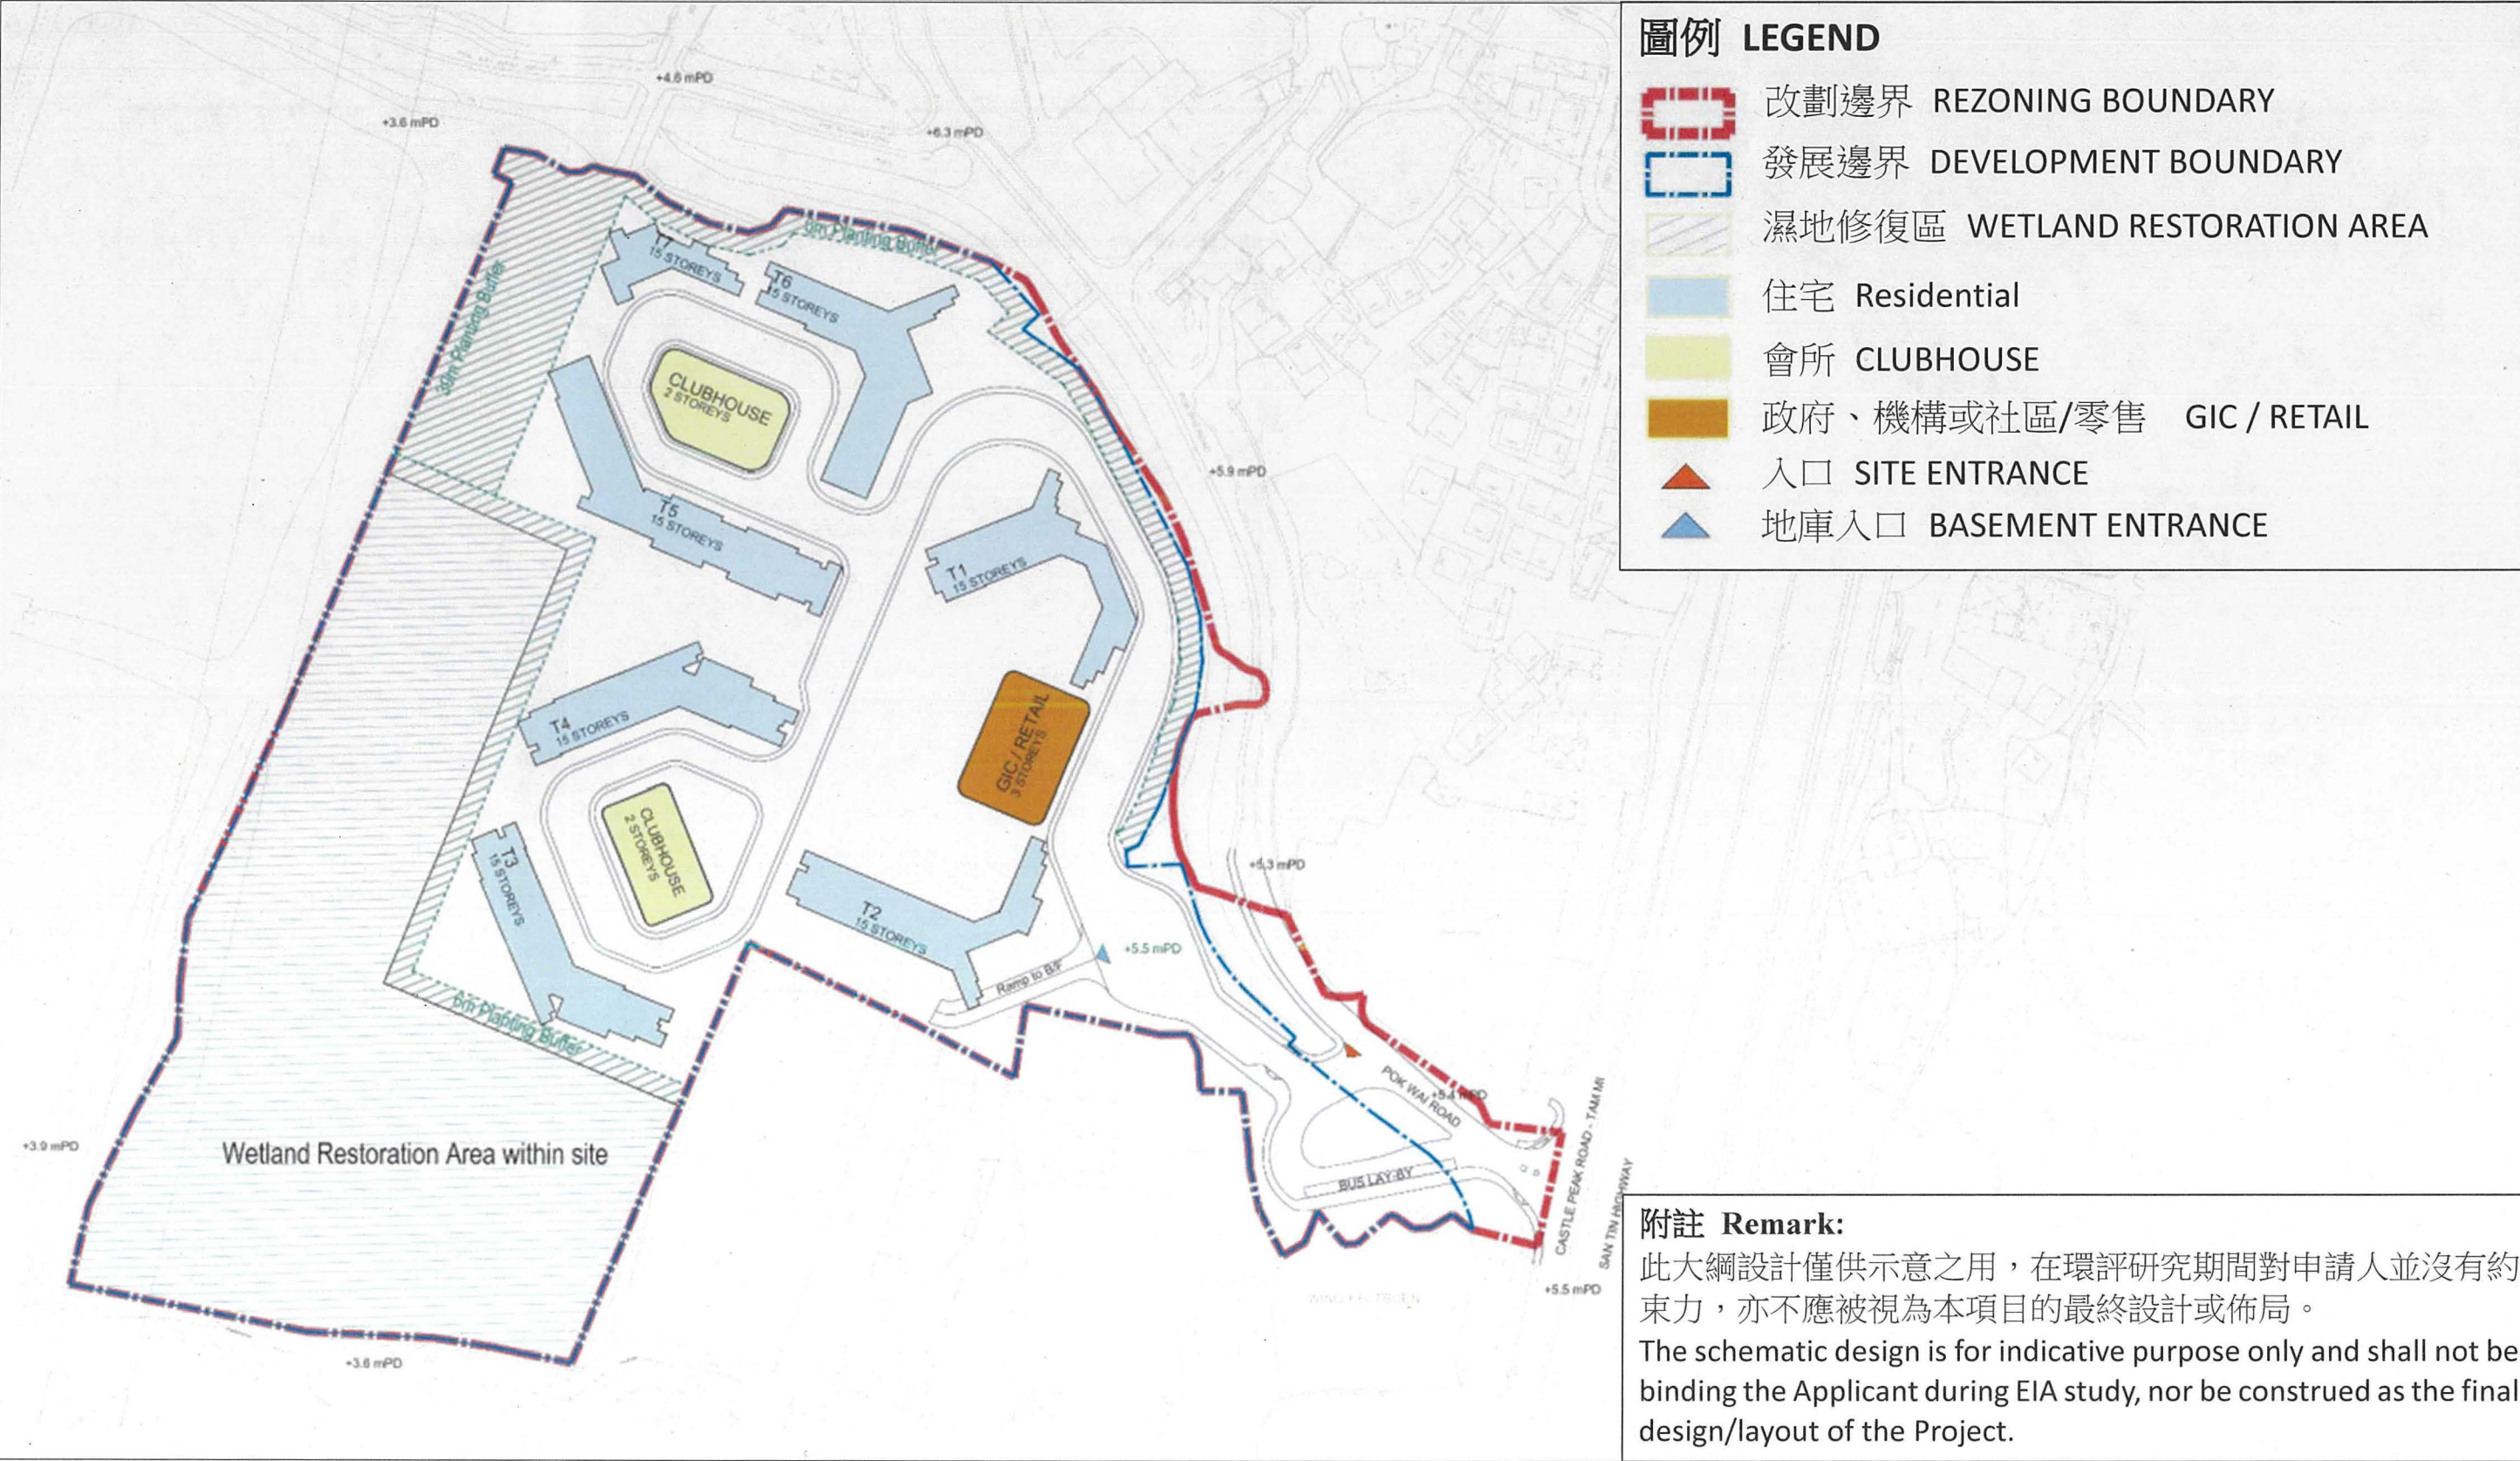 +4.6 mPD
+3.6 mPD
+6.3 mPD
6m Planting Buffer
T7
15 STOREYS
T6
15 STOREYS
Planting Buffer
CLUBHOUSE
2 STOREYS
+5.9 mPD
T5
15 STOREYS
T1
15 STOREYS
T4
15 STOREYS
GIC / RETAIL
3 STOREYS
CLUBHOUSE
2 STOREYS
T3
15 STOREYS
T2
15 STOREYS
+5.3 mPD
+5.5 mPD
Ramp to B/F
6m Planting Buffer
POK WAI ROAD
+5.4 mPD
BUS LAY-BY
CASTLE PEAK ROAD - TAM MI
SAN TIN HIGHWAY
+3.9 mPD
Wetland Restoration Area within site
+5.5 mPD
+3.6 mPD
圖例 LEGEND
改劃邊界 REZONING BOUNDARY
發展邊界 DEVELOPMENT BOUNDARY
濕地修復區 WETLAND RESTORATION AREA
住宅 Residential
會所 CLUBHOUSE
政府、機構或社區/零售 GIC / RETAIL
入口 SITE ENTRANCE
地庫入口 BASEMENT ENTRANCE
附註 Remark:
此大綱設計僅供示意之用，在環評研究期間對申請人並沒有約
束力，亦不應被視為本項目的最終設計或佈局。
The schematic design is for indicative purpose only and shall not be
binding the Applicant during EIA study, nor be construed as the final
design/layout of the Project.